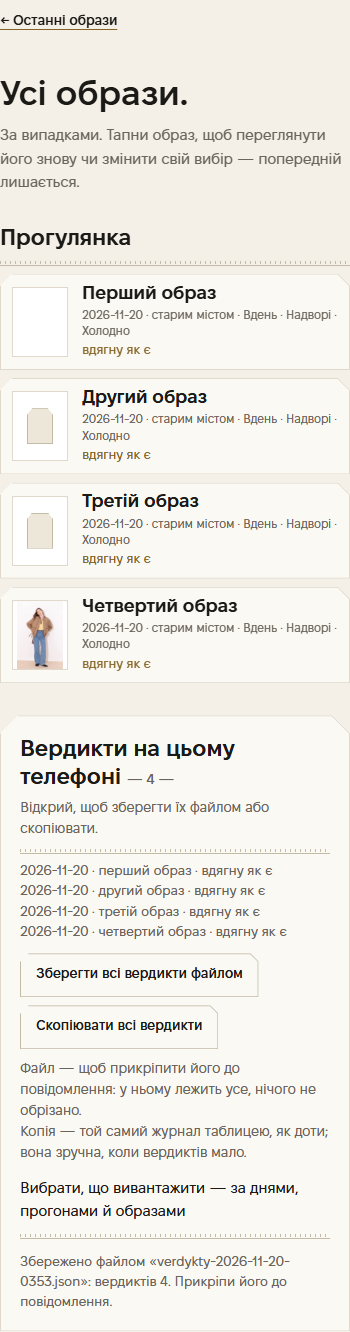 ← Останні образи
Усі образи.
За випадками. Тапни образ, щоб переглянути
його знову чи змінити свій вибір — попередній
лишається.
Прогулянка
Перший образ
2026-11-20 · старим містом · Вдень · Надворі ·
Холодно
вдягну як є
Другий образ
2026-11-20 · старим містом · Вдень · Надворі ·
Холодно
вдягну як є
Третій образ
2026-11-20 · старим містом · Вдень · Надворі ·
Холодно
вдягну як є
Четвертий образ
2026-11-20 · старим містом · Вдень · Надворі ·
Холодно
вдягну як є
Вердикти на цьому
телефоні — 4 —
Відкрий, щоб зберегти їх файлом або
скопіювати.
2026-11-20 · перший образ · вдягну як є
2026-11-20 · другий образ · вдягну як є
2026-11-20 · третій образ · вдягну як є
2026-11-20 · четвертий образ · вдягну як є
Зберегти всі вердикти файлом
Скопіювати всі вердикти
Файл — щоб прикріпити його до
повідомлення: у ньому лежить усе, нічого не
обрізано.
Копія — той самий журнал таблицею, як доти;
вона зручна, коли вердиктів мало.
Вибрати, що вивантажити — за днями,
прогонами й образами
Збережено файлом «verdykty-2026-11-20-
0353.json»: вердиктів 4. Прикріпи його до
повідомлення.